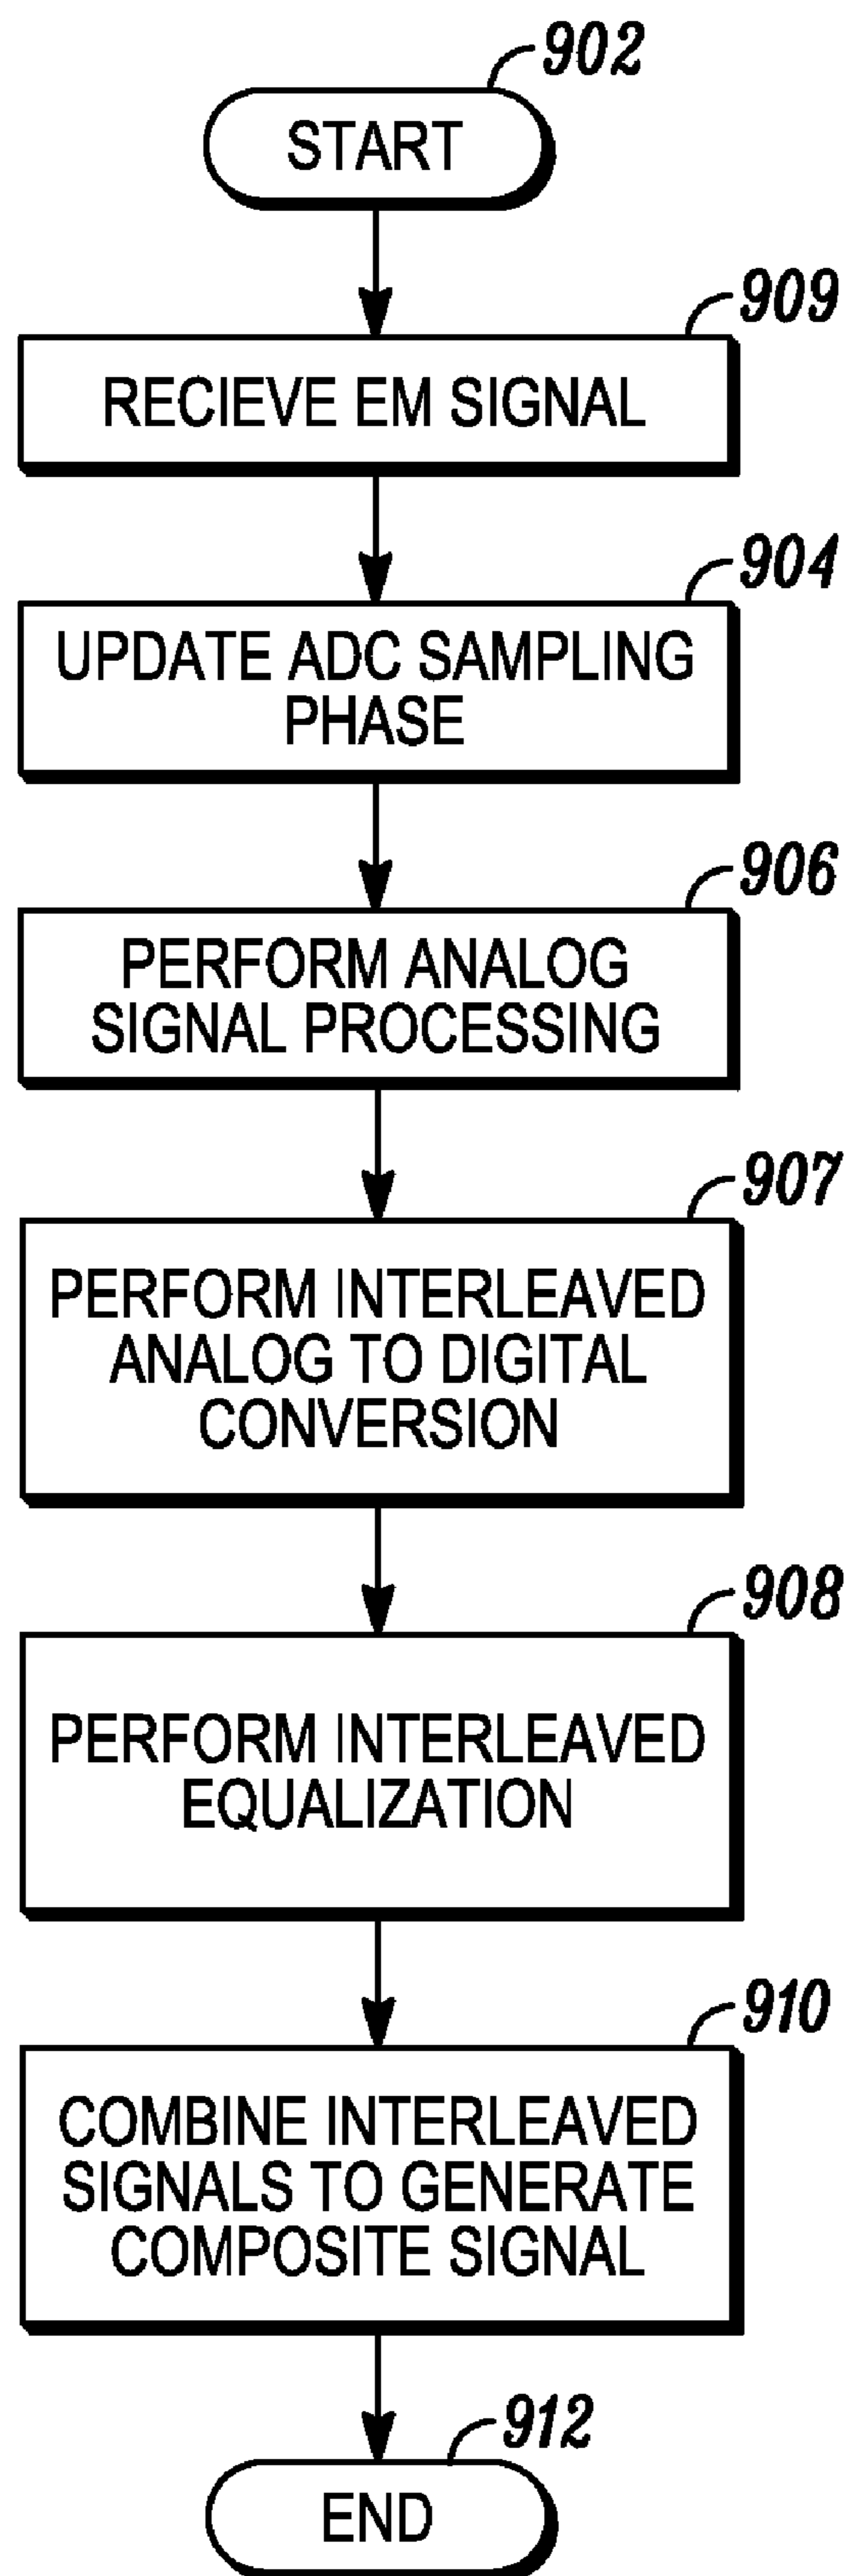 902
START
909
RECIEVE EM SIGNAL
904
UPDATE ADC SAMPLING
PHASE
906
PERFORM ANALOG
SIGNAL PROCESSING
907
PERFORM INTERLEAVED
ANALOG TO DIGITAL
CONVERSION
908
PERFORM INTERLEAVED
EQUALIZATION
910
COMBINE INTERLEAVED
SIGNALS TO GENERATE
COMPOSITE SIGNAL
912
END